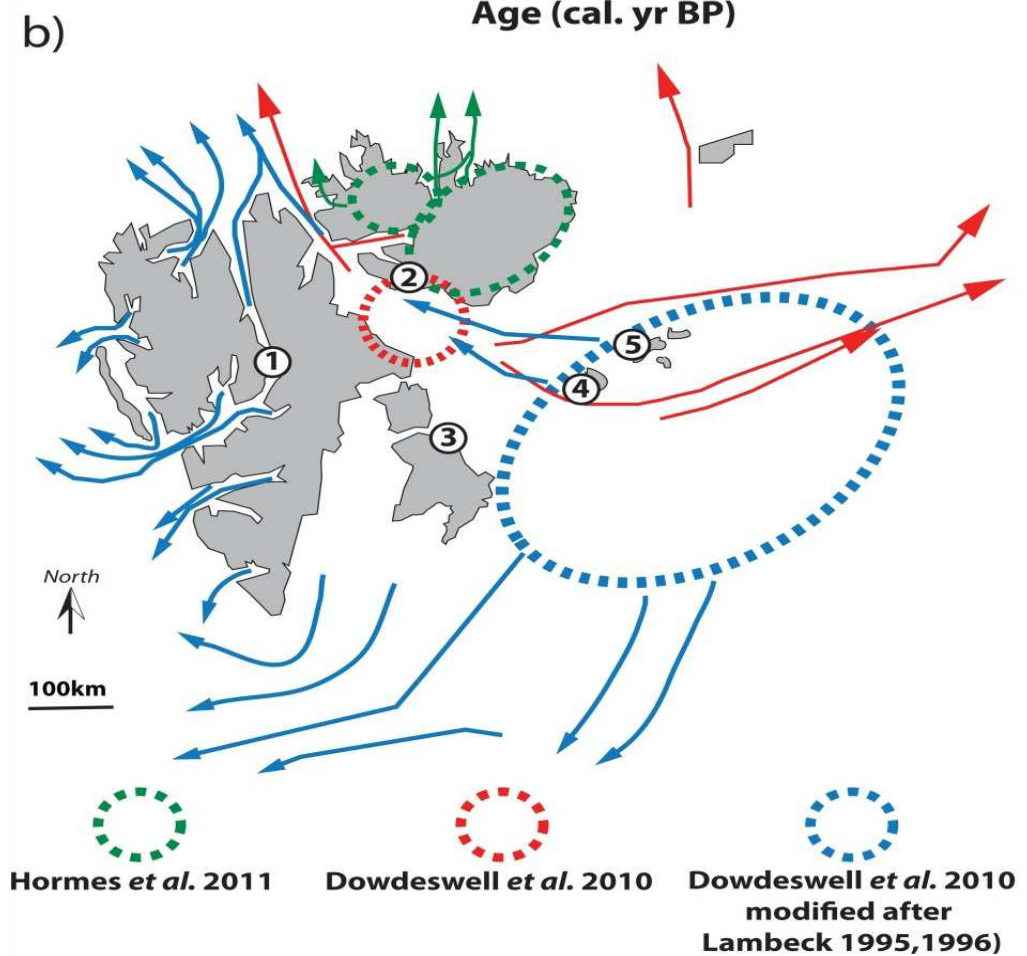 Age (cal. yr BP)
b)
2
5
1
4
3
North
100km
Hormes et al. 2011
Dowdeswell et al. 2010
Dowdeswell et al. 2010
modified after
Lambeck 1995,1996)